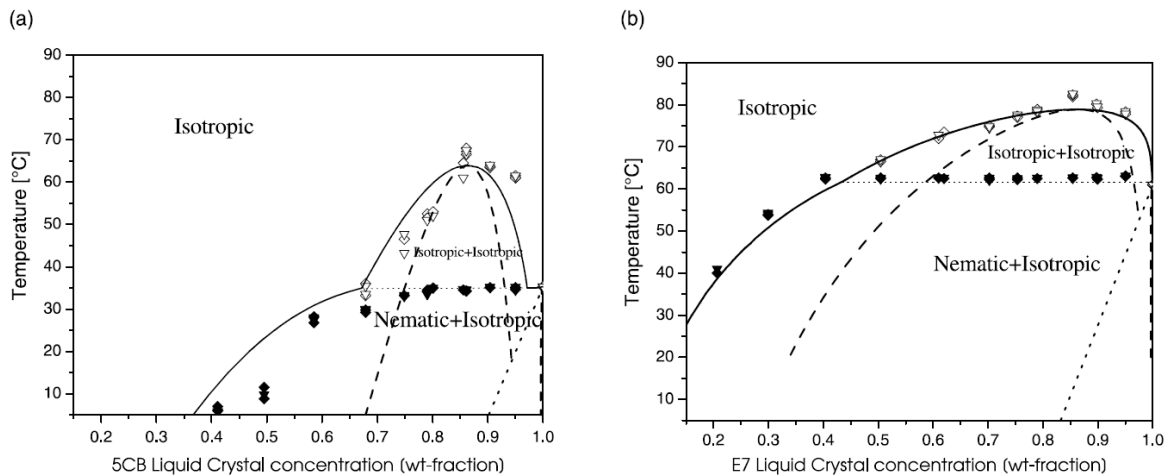 (a)
90
80
70
60
50
40
30
20
10
Temperature [°C]
Isotropic
Isotropic+Isotropic
Nematic+Isotropic
0.2 0.3 0.4 0.5 0.6 0.7 0.8 0.9 1.0
5CB Liquid Crystal concentration [wt-fraction]
(b)
90
80
70
60
50
40
30
20
10
Temperature [°C]
Isotropic
Isotropic+Isotropic
Nematic+Isotropic
0.2 0.3 0.4 0.5 0.6 0.7 0.8 0.9 1.0
E7 Liquid Crystal concentration [wt-fraction]